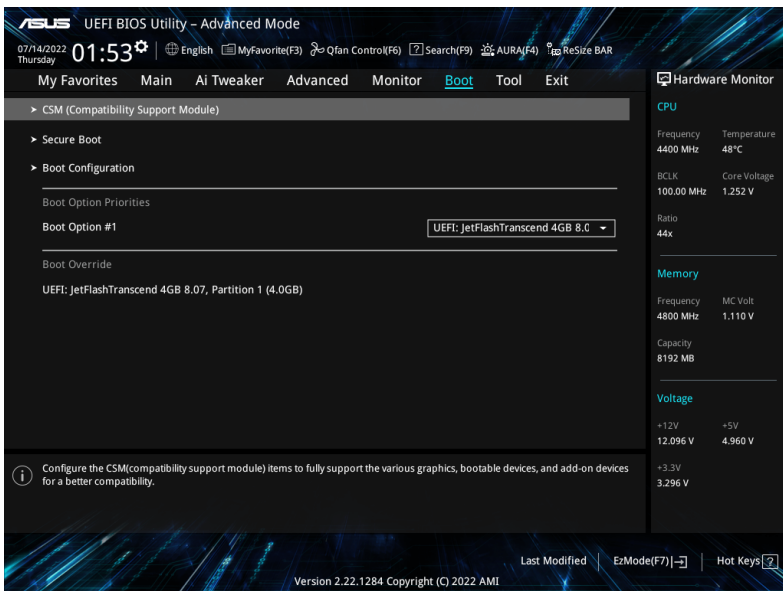 ASUS UEFI BIOS Utility – Advanced Mode
07/14/2022 Thursday 01:53 English MyFavorite(F3) Qfan Control(F6) ? Search(F9) AURA(F4) ReSize BAR
My Favorites Main Ai Tweaker Advanced Monitor Boot Tool Exit
CSM (Compatibility Support Module)
Secure Boot
Boot Configuration
Boot Option Priorities
Boot Option #1 UEFI: JetFlashTranscend 4GB 8.0
Boot Override
UEFI: JetFlashTranscend 4GB 8.07, Partition 1 (4.0GB)
Hardware Monitor
CPU
Frequency Temperature
4400 MHz 48°C
BCLK Core Voltage
100.00 MHz 1.252 V
Ratio
44x
Memory
Frequency MC Volt
4800 MHz 1.110 V
Capacity
8192 MB
Voltage
+12V +5V
12.096 V 4.960 V
+3.3V
3.296 V
Configure the CSM(compatibility support module) items to fully support the various graphics, bootable devices, and add-on devices
for a better compatibility.
Last Modified EzMode(F7) Hot Keys ?
Version 2.22.1284 Copyright (C) 2022 AMI